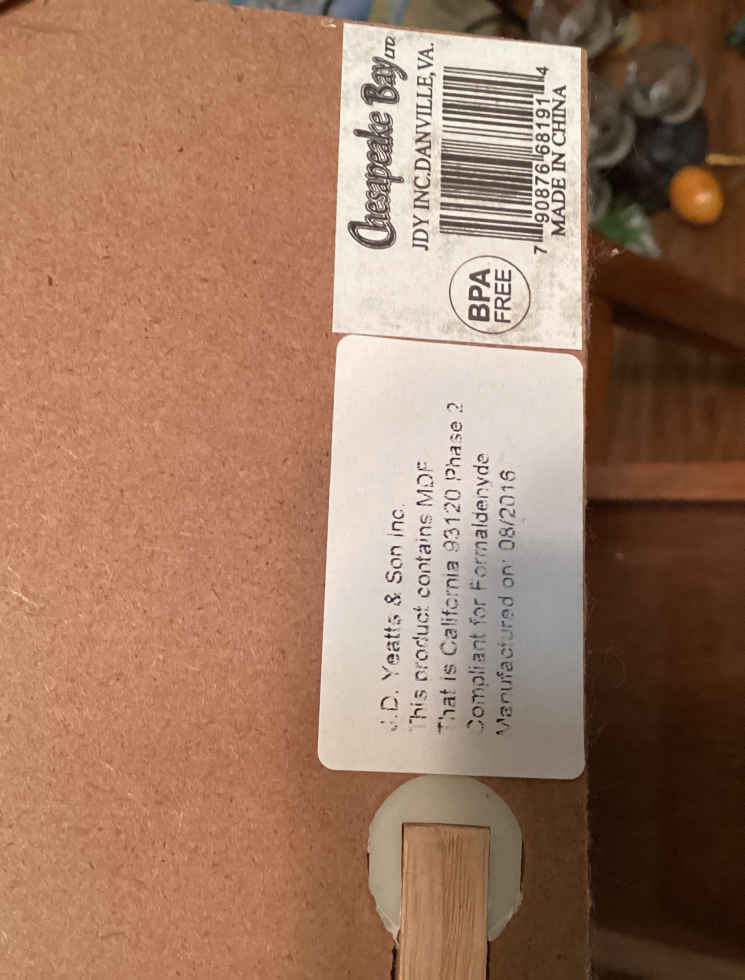 Chesapeake Bay LTD.
JDY INC.DANVILLE, VA.
BPA
FREE
7 90876 68191 4
MADE IN CHINA
J.D. Yeatts & Son Inc.
This product contains MDF
That is California 93120 Phase 2
Compliant for Formaldehyde
Manufactured on: 08/2016